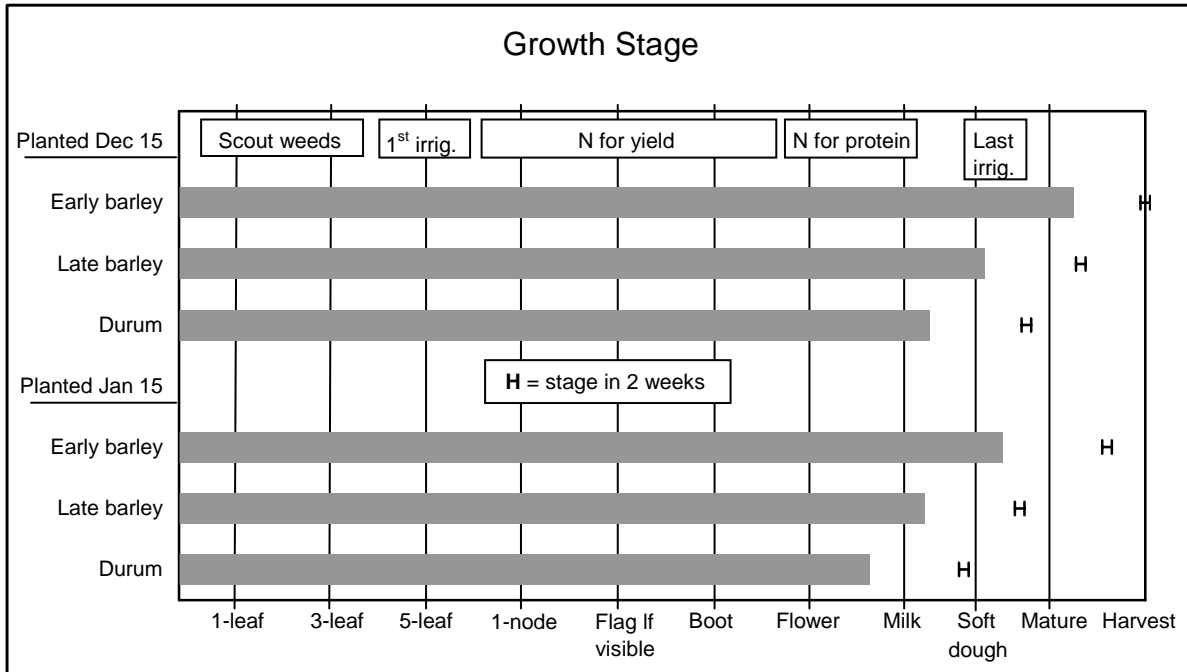 Growth Stage
Planted Dec 15
Scout weeds
1st irrig.
N for yield
N for protein
Last
irrig.
Early barley
H
Late barley
H
Durum
H
Planted Jan 15
H = stage in 2 weeks
Early barley
H
Late barley
H
Durum
H
1-leaf
3-leaf
5-leaf
1-node
Flag lf
visible
Boot
Flower
Milk
Soft
dough
Mature
Harvest